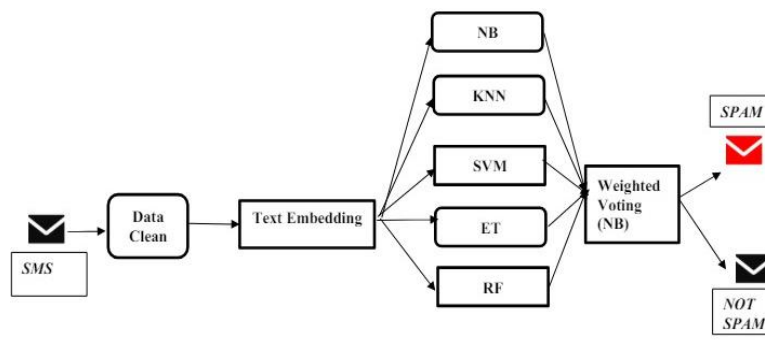 NB
KNN
SVM
ET
RF
SMS
Data
Clean
Text Embedding
Weighted
Voting
(NB)
SPAM
NOT
SPAM